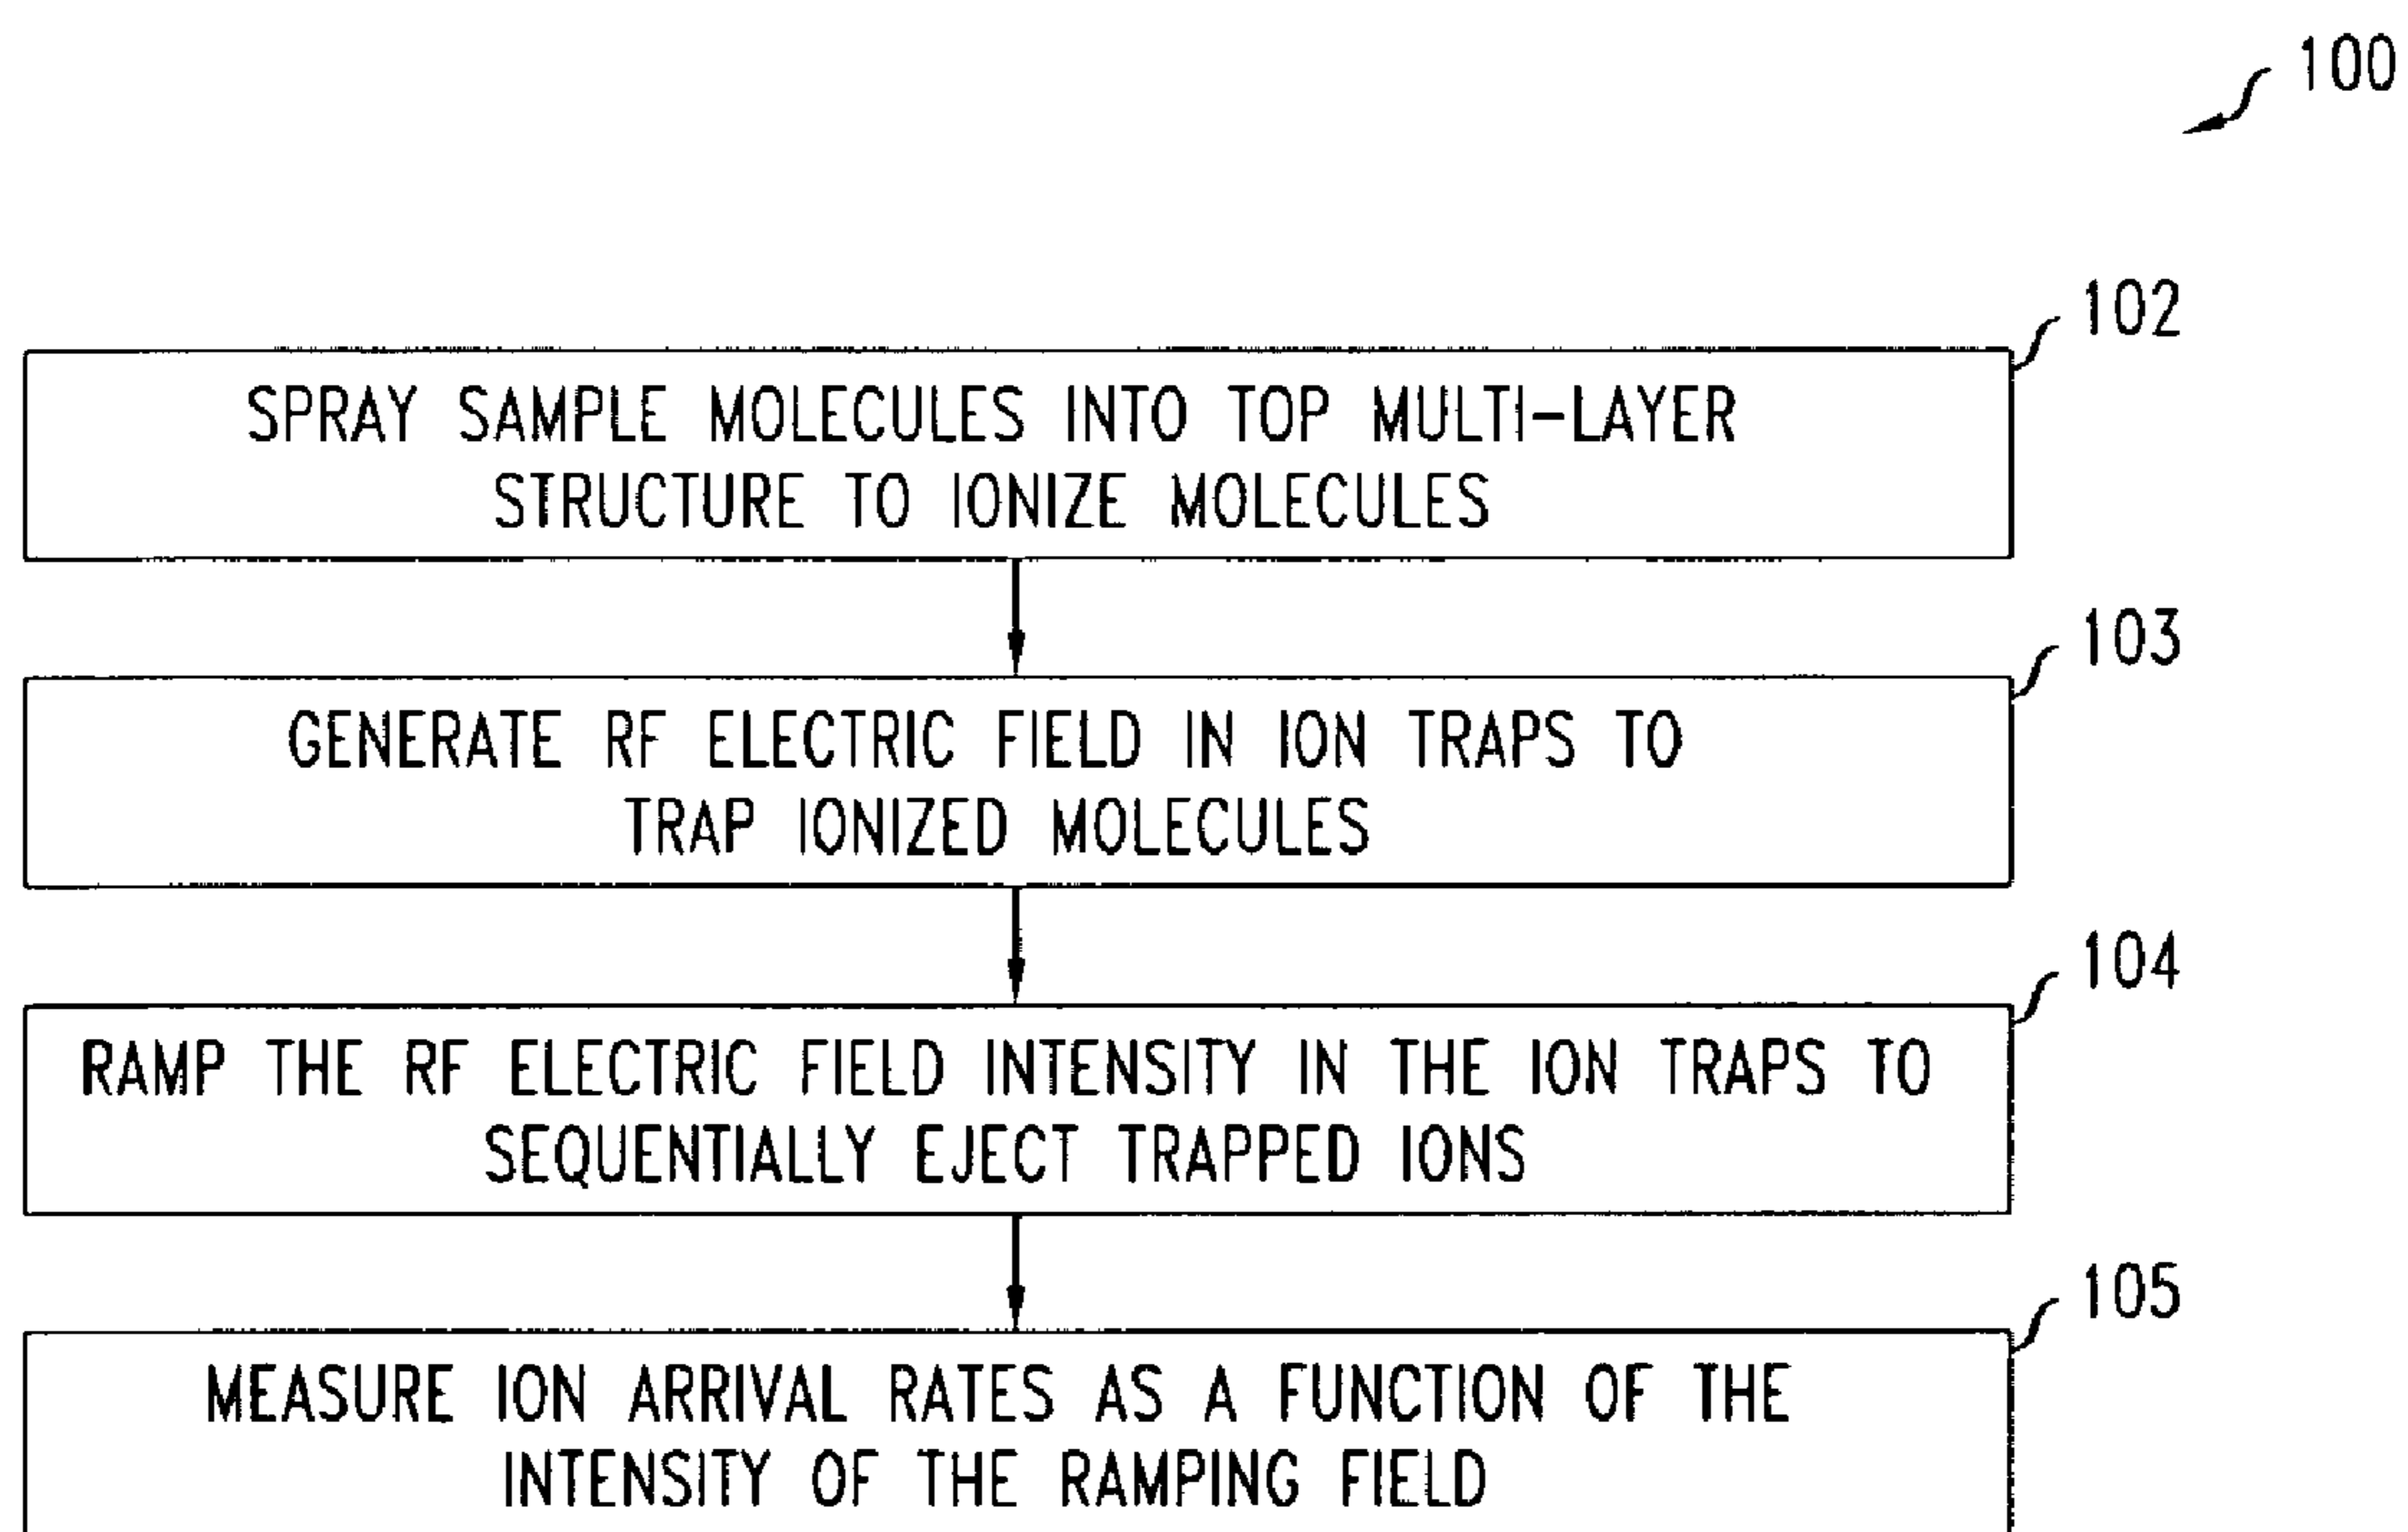 100
102
SPRAY SAMPLE MOLECULES INTO TOP MULTI-LAYER
STRUCTURE TO IONIZE MOLECULES
103
GENERATE RF ELECTRIC FIELD IN ION TRAPS TO
TRAP IONIZED MOLECULES
104
RAMP THE RF ELECTRIC FIELD INTENSITY IN THE ION TRAPS TO
SEQUENTIALLY EJECT TRAPPED IONS
105
MEASURE ION ARRIVAL RATES AS A FUNCTION OF THE
INTENSITY OF THE RAMPING FIELD